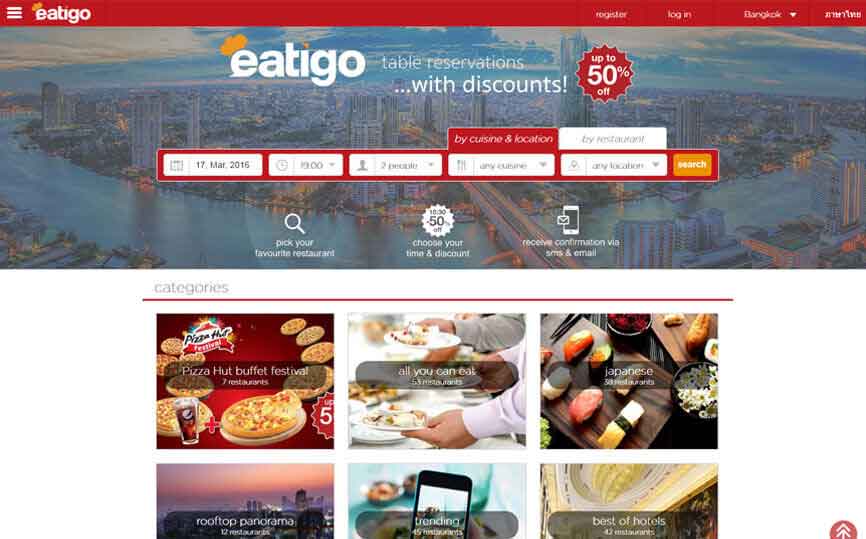 eatigo
register
log in
Bangkok
ภาษาไทย
eatigo
table reservations
...with discounts!
up to
50%
off
by cuisine & location
by restaurant
17, Mar, 2016
19:00
2 people
any cuisine
any location
search
10:30
-50%
off
pick your
favourite restaurant
choose your
time & discount
receive confirmation via
sms & email
categories
Pizza Hut
festival
Pizza Hut buffet festival
7 restaurants
up
5
all you can eat
53 restaurants
japanese
38 restaurants
rooftop panorama
12 restaurants
trending
45 restaurants
best of hotels
42 restaurants